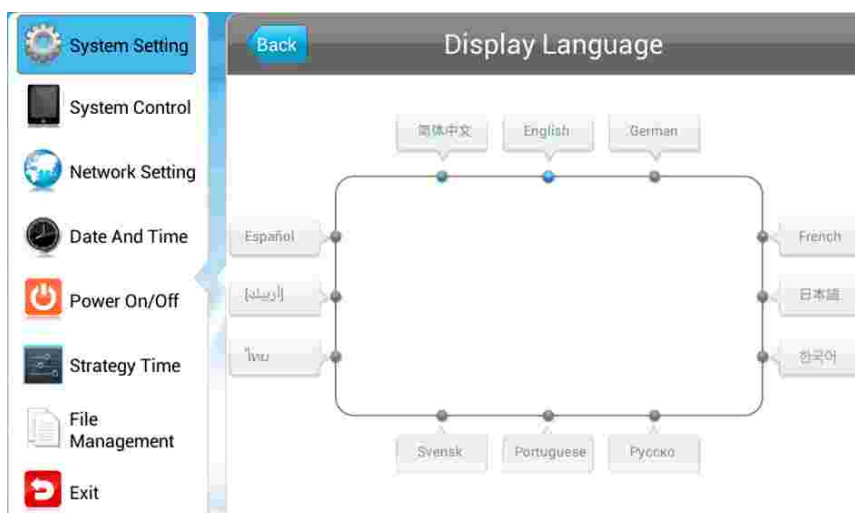 System Setting
System Control
Network Setting
Date And Time
Power On/Off
Strategy Time
File
Management
Exit
Back
Display Language
简体中文
English
German
Español
French
[أرييك]
日本語
ไทย
한국어
Svensk
Portuguese
Русско